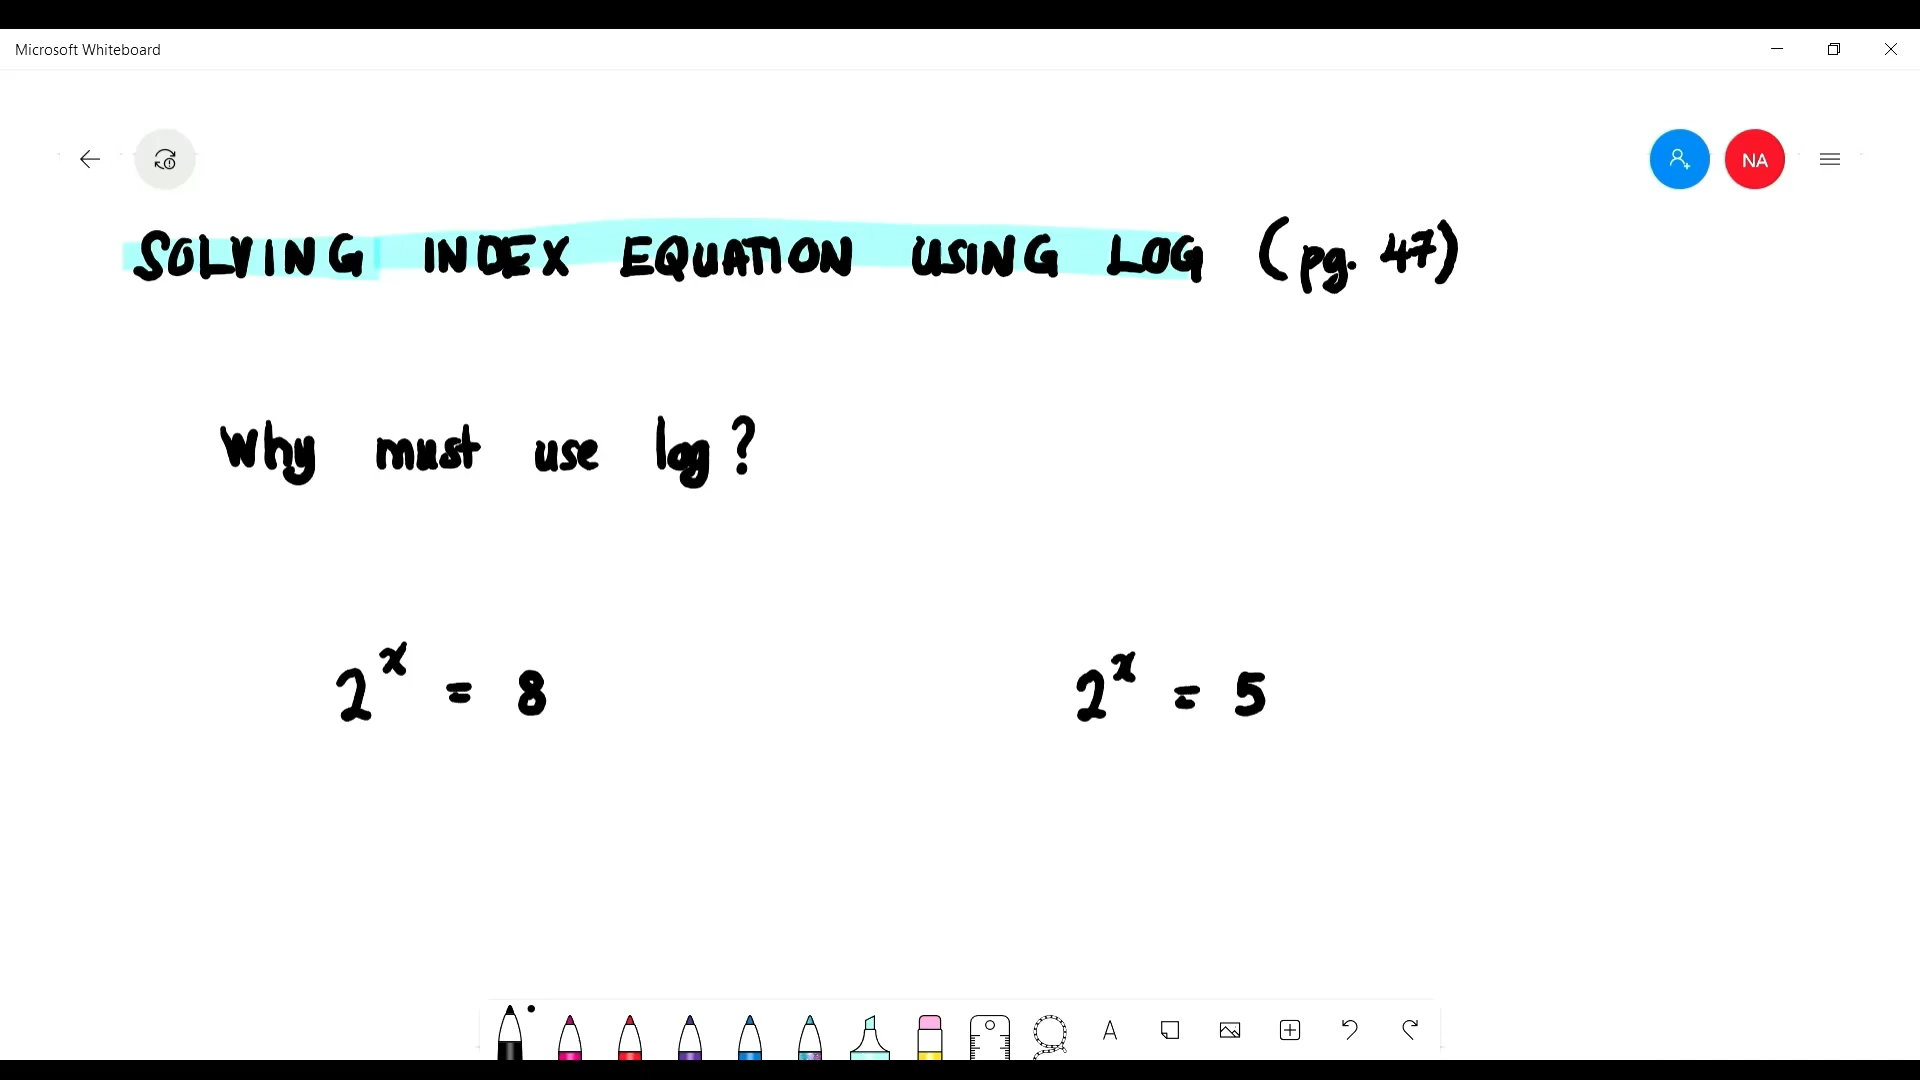 Microsoft Whiteboard
NA
SOLVING INDEX EQUATION USING LOG (pg. 47)
Why must use log?
2^x = 8
2^x = 5
A